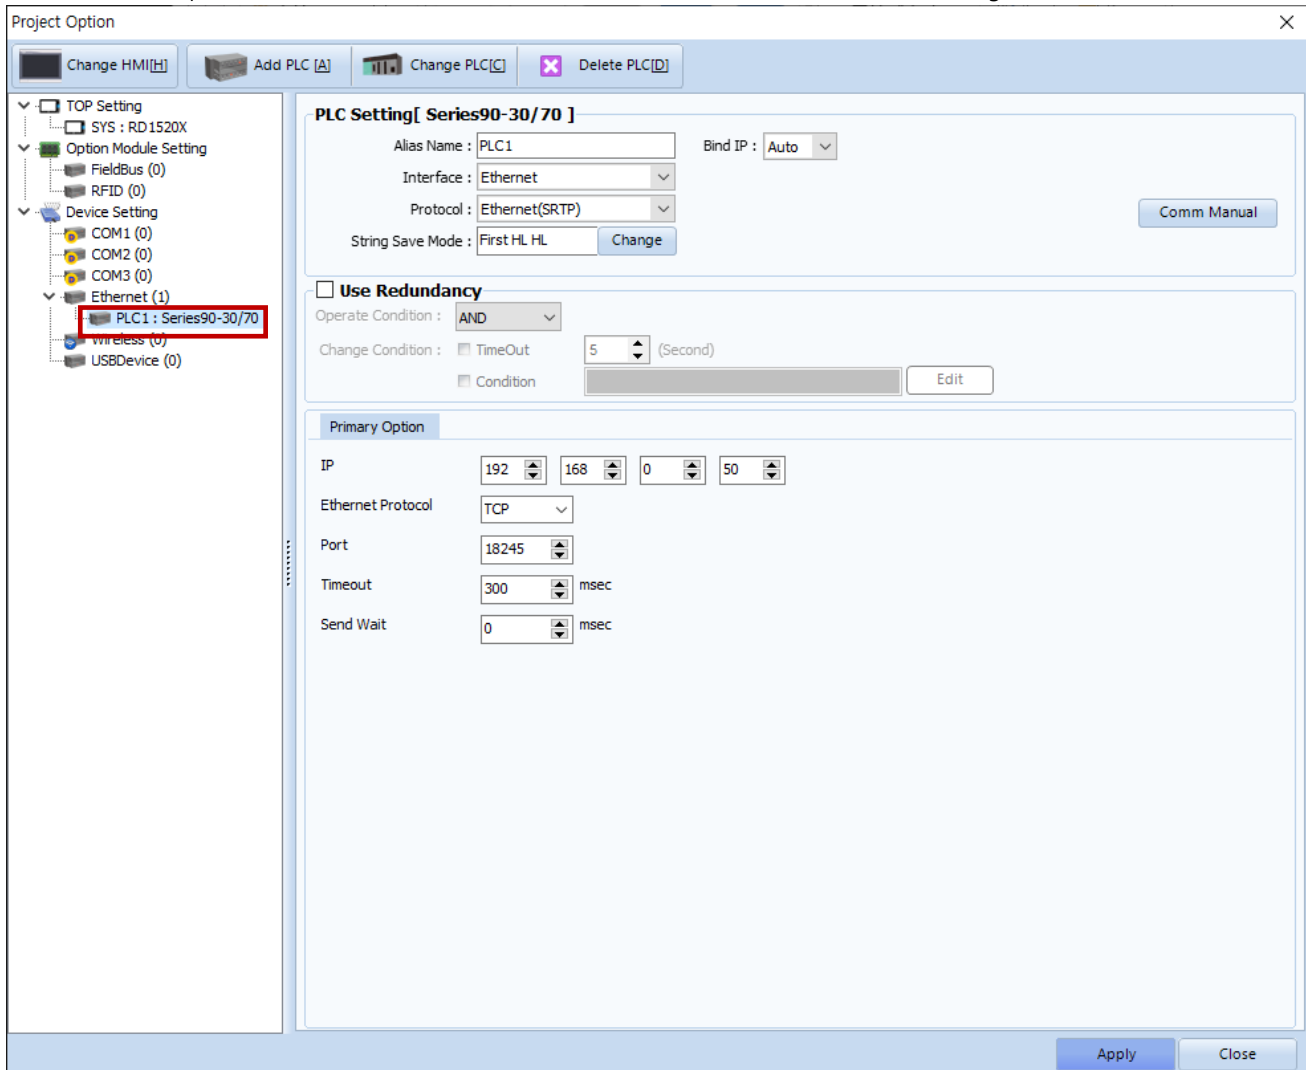 Project Option
Change HMI[H]
Add PLC [A]
Change PLC[C]
Delete PLC[D]
TOP Setting
SYS : RD1520X
Option Module Setting
FieldBus (0)
RFID (0)
Device Setting
COM1 (0)
COM2 (0)
COM3 (0)
Ethernet (1)
PLC1 : Series90-30/70
Wireless (0)
USBDevice (0)
PLC Setting[ Series90-30/70 ]
Alias Name : PLC1 Bind IP : Auto
Interface : Ethernet
Protocol : Ethernet(SRTP) Comm Manual
String Save Mode : First HL HL Change
Use Redundancy
Operate Condition : AND
Change Condition : TimeOut 5 (Second)
Condition Edit
Primary Option
IP 192 168 0 50
Ethernet Protocol TCP
Port 18245
Timeout 300 msec
Send Wait 0 msec
Apply Close